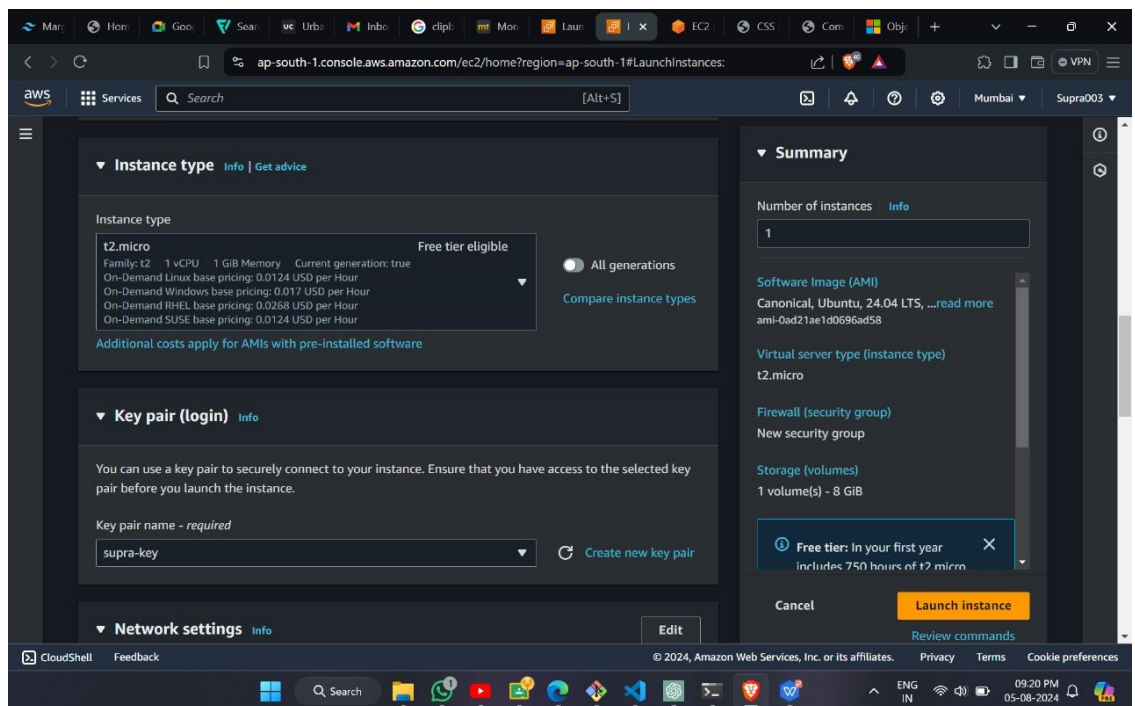 Marg Hom Goo Sear uc Urba Inbo clipb mt Mon Laun I EC2 CSS Com Obje
ap-south-1.console.aws.amazon.com/ec2/home?region=ap-south-1#LaunchInstances:
VPN
aws Services Search [Alt+S] Mumbai Supra003
Instance type Info | Get advice
Instance type
t2.micro Free tier eligible
Family: t2 1 vCPU 1 GiB Memory Current generation: true
On-Demand Linux base pricing: 0.0124 USD per Hour
On-Demand Windows base pricing: 0.017 USD per Hour
On-Demand RHEL base pricing: 0.0268 USD per Hour
On-Demand SUSE base pricing: 0.0124 USD per Hour
All generations
Compare instance types
Additional costs apply for AMIs with pre-installed software
Key pair (login) Info
You can use a key pair to securely connect to your instance. Ensure that you have access to the selected key
pair before you launch the instance.
Key pair name - required
supra-key
Create new key pair
Network settings Info
Edit
Summary
Number of instances Info
1
Software Image (AMI)
Canonical, Ubuntu, 24.04 LTS, ...read more
ami-0ad21ae1d0696ad58
Virtual server type (instance type)
t2.micro
Firewall (security group)
New security group
Storage (volumes)
1 volume(s) - 8 GiB
Free tier: In your first year
includes 750 hours of t2.micro
Cancel Launch instance
Review commands
CloudShell Feedback © 2024, Amazon Web Services, Inc. or its affiliates. Privacy Terms Cookie preferences
Search
ENG
IN
09:20 PM
05-08-2024